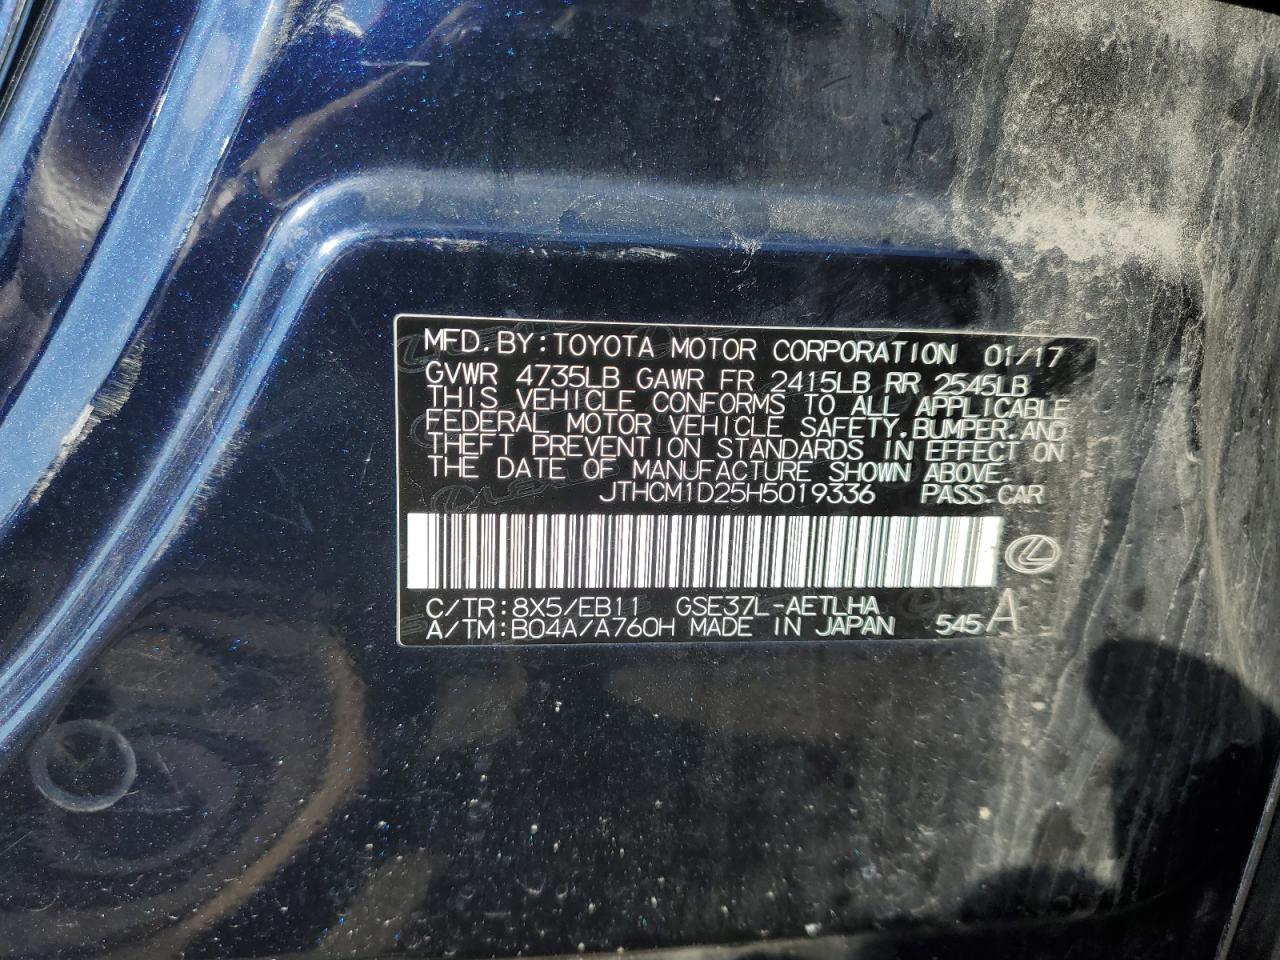 MFD.BY:TOYOTA MOTOR CORPORATION 01/17
GVWR 4735LB GAWR FR 2415LB RR 2545LB
THIS VEHICLE CONFORMS TO ALL APPLICABLE
FEDERAL MOTOR VEHICLE SAFETY,BUMPER,AND
THEFT PREVENTION STANDARDS IN EFFECT ON
THE DATE OF MANUFACTURE SHOWN ABOVE.
JTHCM1D25H5019336 PASS.CAR
C/TR:8X5/EB11 GSE37L-AETLHA
A/TM:B04A/A760H MADE IN JAPAN 545 A